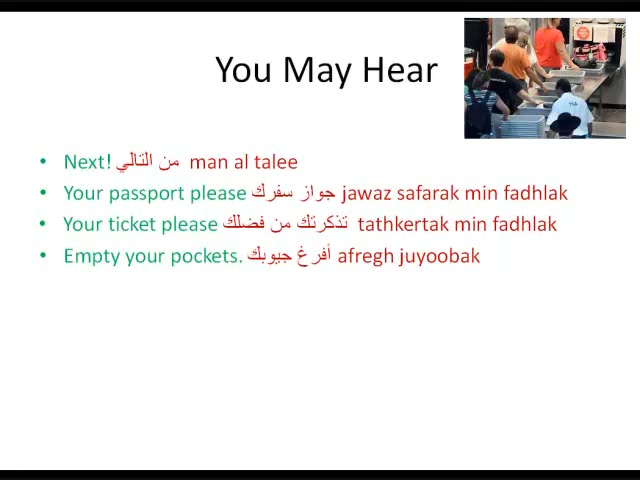 You May Hear
• Next! من التالي man al talee
• Your passport please جواز سفرك jawaz safarak min fadhlak
• Your ticket please تذكرتك من فضلك tathkertak min fadhlak
• Empty your pockets. أفرغ جيوبك afregh juyoobak